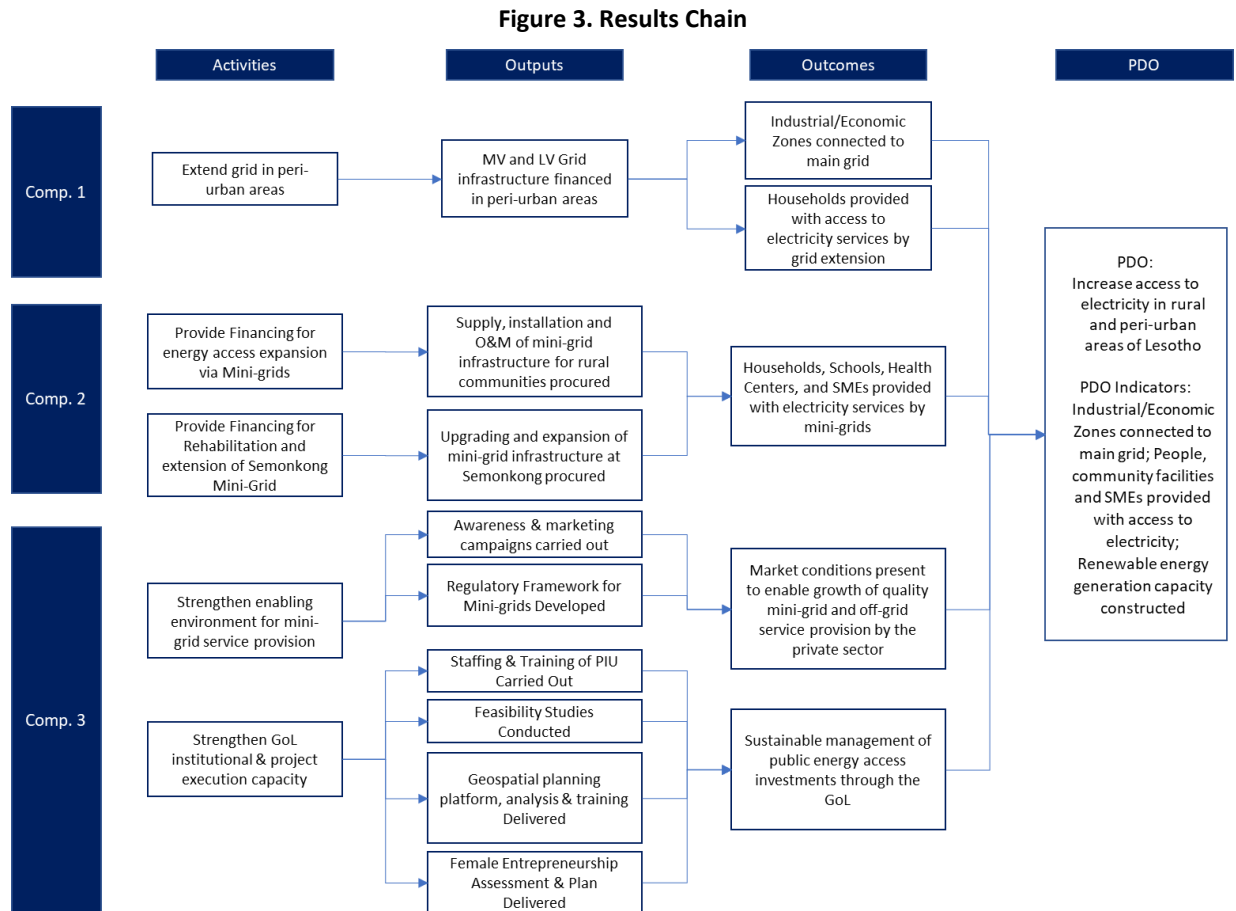 Figure 3. Results Chain
Activities
Outputs
Outcomes
PDO
Comp. 1
Extend grid in peri-
urban areas
MV and LV Grid
infrastructure financed
in peri-urban areas
Industrial/Economic
Zones connected to
main grid
Households provided
with access to
electricity services by
grid extension
Comp. 2
Provide Financing for
energy access expansion
via Mini-grids
Supply, installation and
O&M of mini-grid
infrastructure for rural
communities procured
Provide Financing for
Rehabilitation and
extension of Semonkong
Mini-Grid
Upgrading and expansion of
mini-grid infrastructure at
Semonkong procured
Households, Schools, Health
Centers, and SMEs provided
with electricity services by
mini-grids
Comp. 3
Strengthen enabling
environment for mini-
grid service provision
Awareness & marketing
campaigns carried out
Regulatory Framework for
Mini-grids Developed
Market conditions present
to enable growth of quality
mini-grid and off-grid
service provision by the
private sector
Strengthen GoL
institutional & project
execution capacity
Staffing & Training of PIU
Carried Out
Feasibility Studies
Conducted
Geospatial planning
platform, analysis & training
Delivered
Female Entrepreneurship
Assessment & Plan
Delivered
Sustainable management of
public energy access
investments through the
GoL
PDO:
Increase access to
electricity in rural
and peri-urban
areas of Lesotho
PDO Indicators:
Industrial/Economic
Zones connected to
main grid; People,
community facilities
and SMEs provided
with access to
electricity;
Renewable energy
generation capacity
constructed